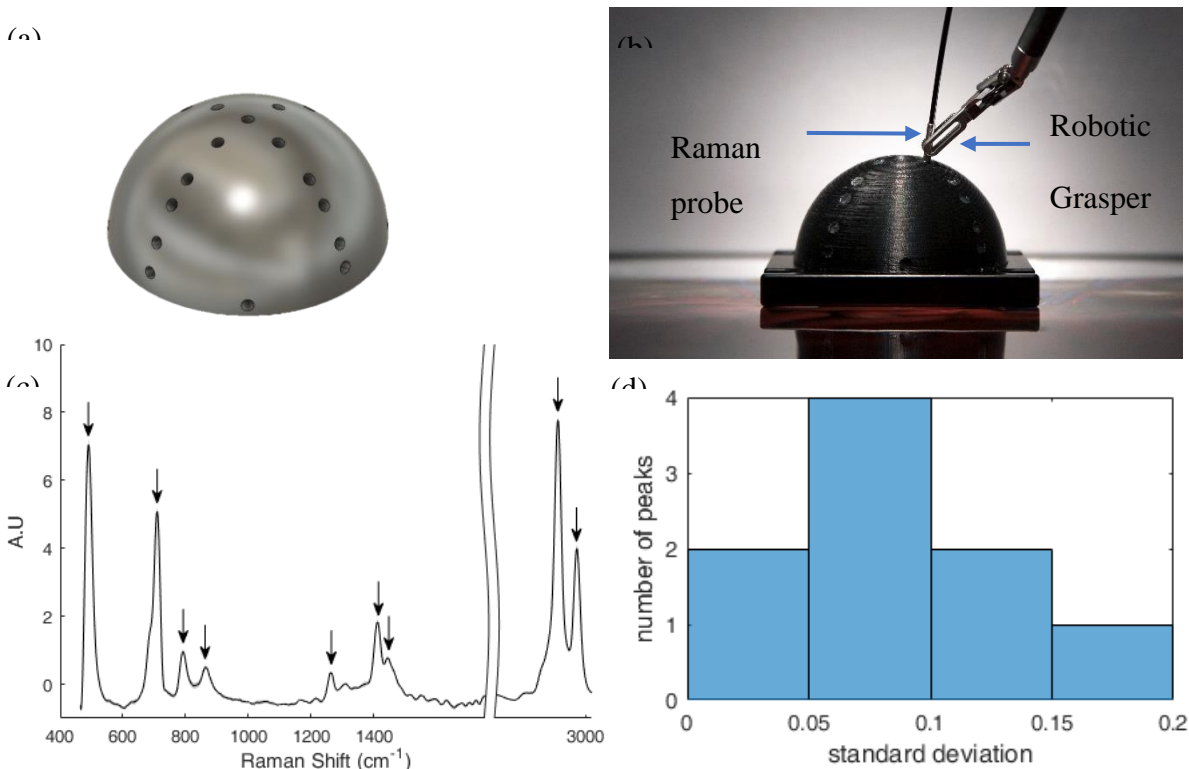 (a)
(b)
Raman
probe
Robotic
Grasper
(c)
10
8
6
4
2
0
A.U
400 600 800 1000 1200 1400 3000
Raman Shift (cm⁻¹)
(d)
4
3
2
1
0
number of peaks
0 0.05 0.1 0.15 0.2
standard deviation